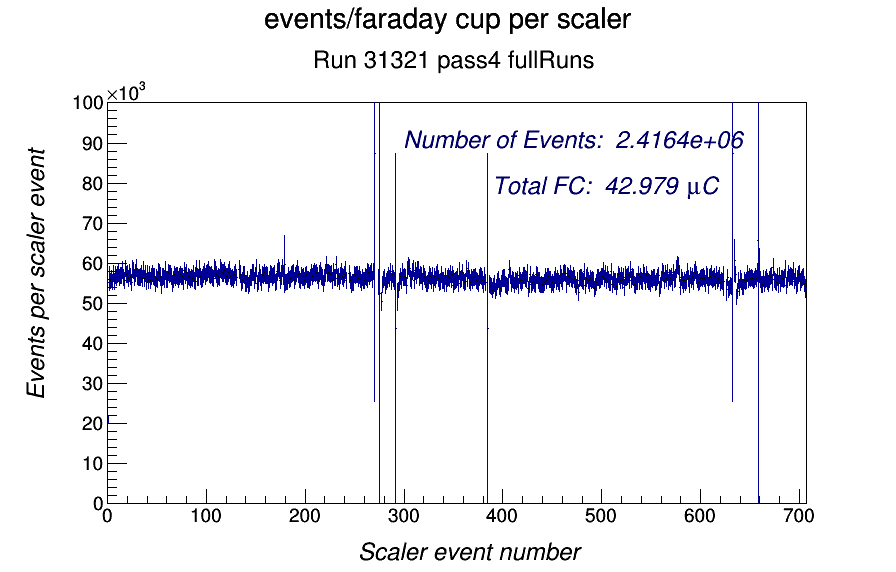 events/faraday cup per scaler
Run 31321 pass4 fullRuns
×10³
100
90
80
70
60
50
40
30
20
10
0
Events per scaler event
Number of Events: 2.4164e+06
Total FC: 42.979 μC
0 100 200 300 400 500 600 700
Scaler event number